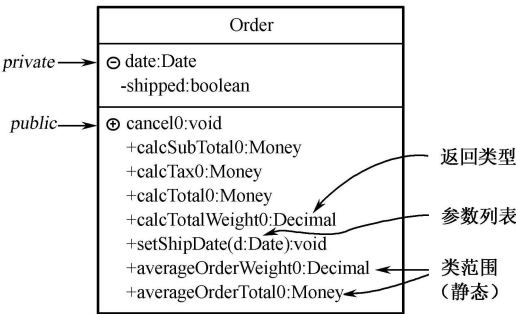 Order
private
⊖ date:Date
-shipped:boolean
public
⊕ cancel0:void
+calcSubTotal0:Money
+calcTax0:Money
+calcTotal0:Money
+calcTotalWeight0:Decimal
+setShipDate(d:Date):void
+averageOrderWeight0:Decimal
+averageOrderTotal0:Money
返回类型
参数列表
类范围
（静态）